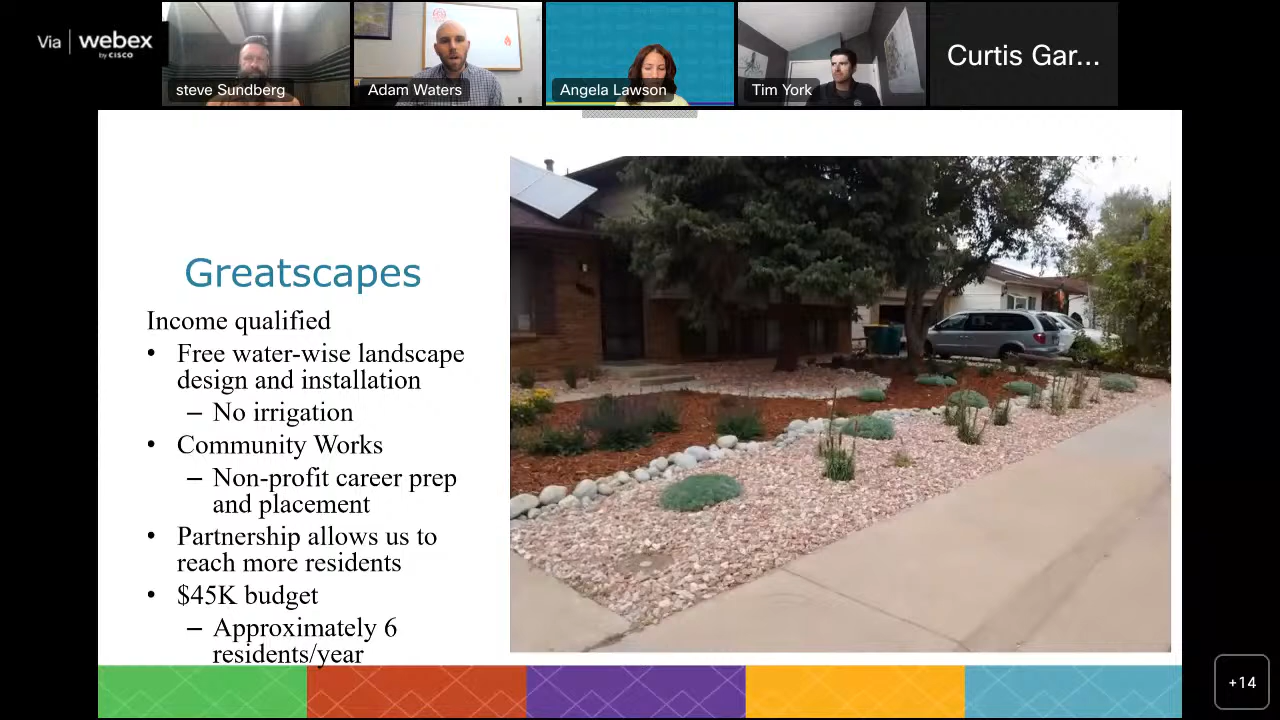 Via webex
by CISCO
steve Sundberg
Adam Waters
Angela Lawson
Tim York
Curtis Gar...
Greatscapes
Income qualified
• Free water-wise landscape
design and installation
– No irrigation
• Community Works
– Non-profit career prep
and placement
• Partnership allows us to
reach more residents
• $45K budget
– Approximately 6
residents/year
+14